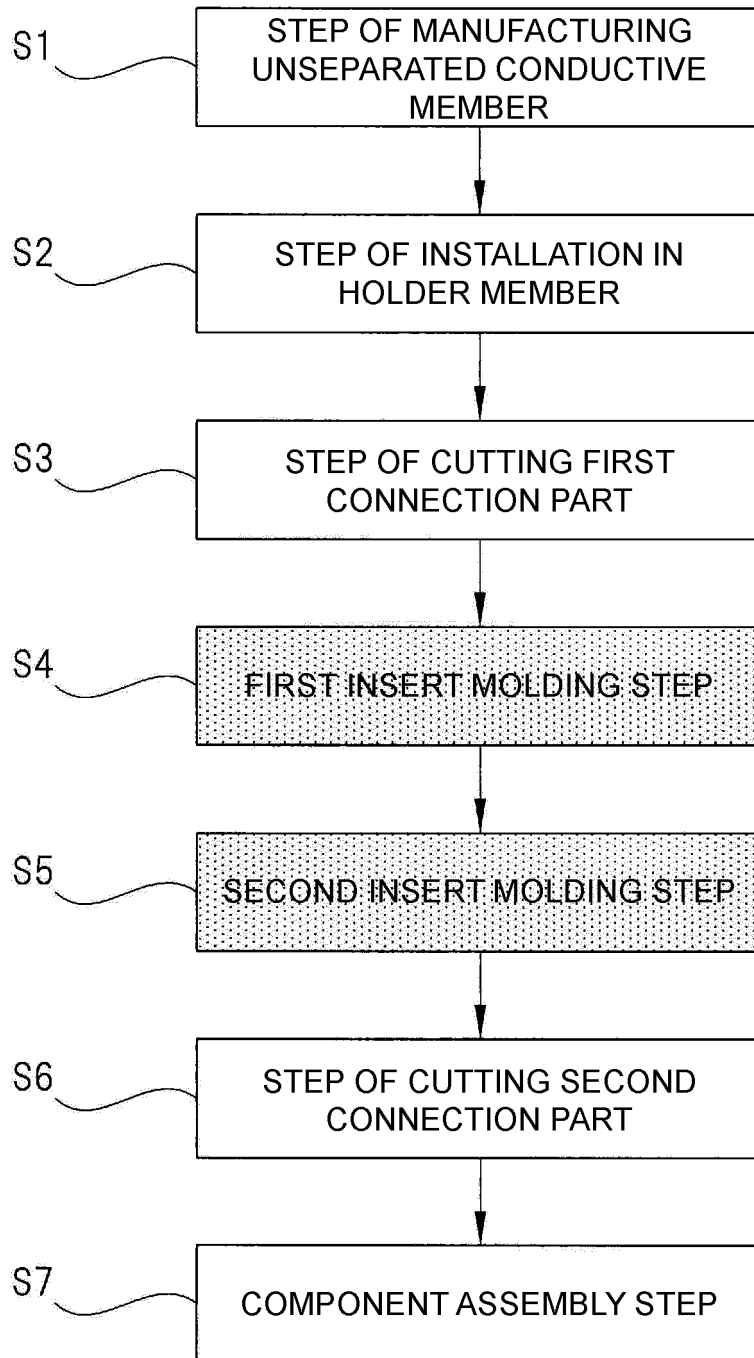 S1
STEP OF MANUFACTURING
UNSEPARATED CONDUCTIVE
MEMBER
S2
STEP OF INSTALLATION IN
HOLDER MEMBER
S3
STEP OF CUTTING FIRST
CONNECTION PART
S4
FIRST INSERT MOLDING STEP
S5
SECOND INSERT MOLDING STEP
S6
STEP OF CUTTING SECOND
CONNECTION PART
S7
COMPONENT ASSEMBLY STEP